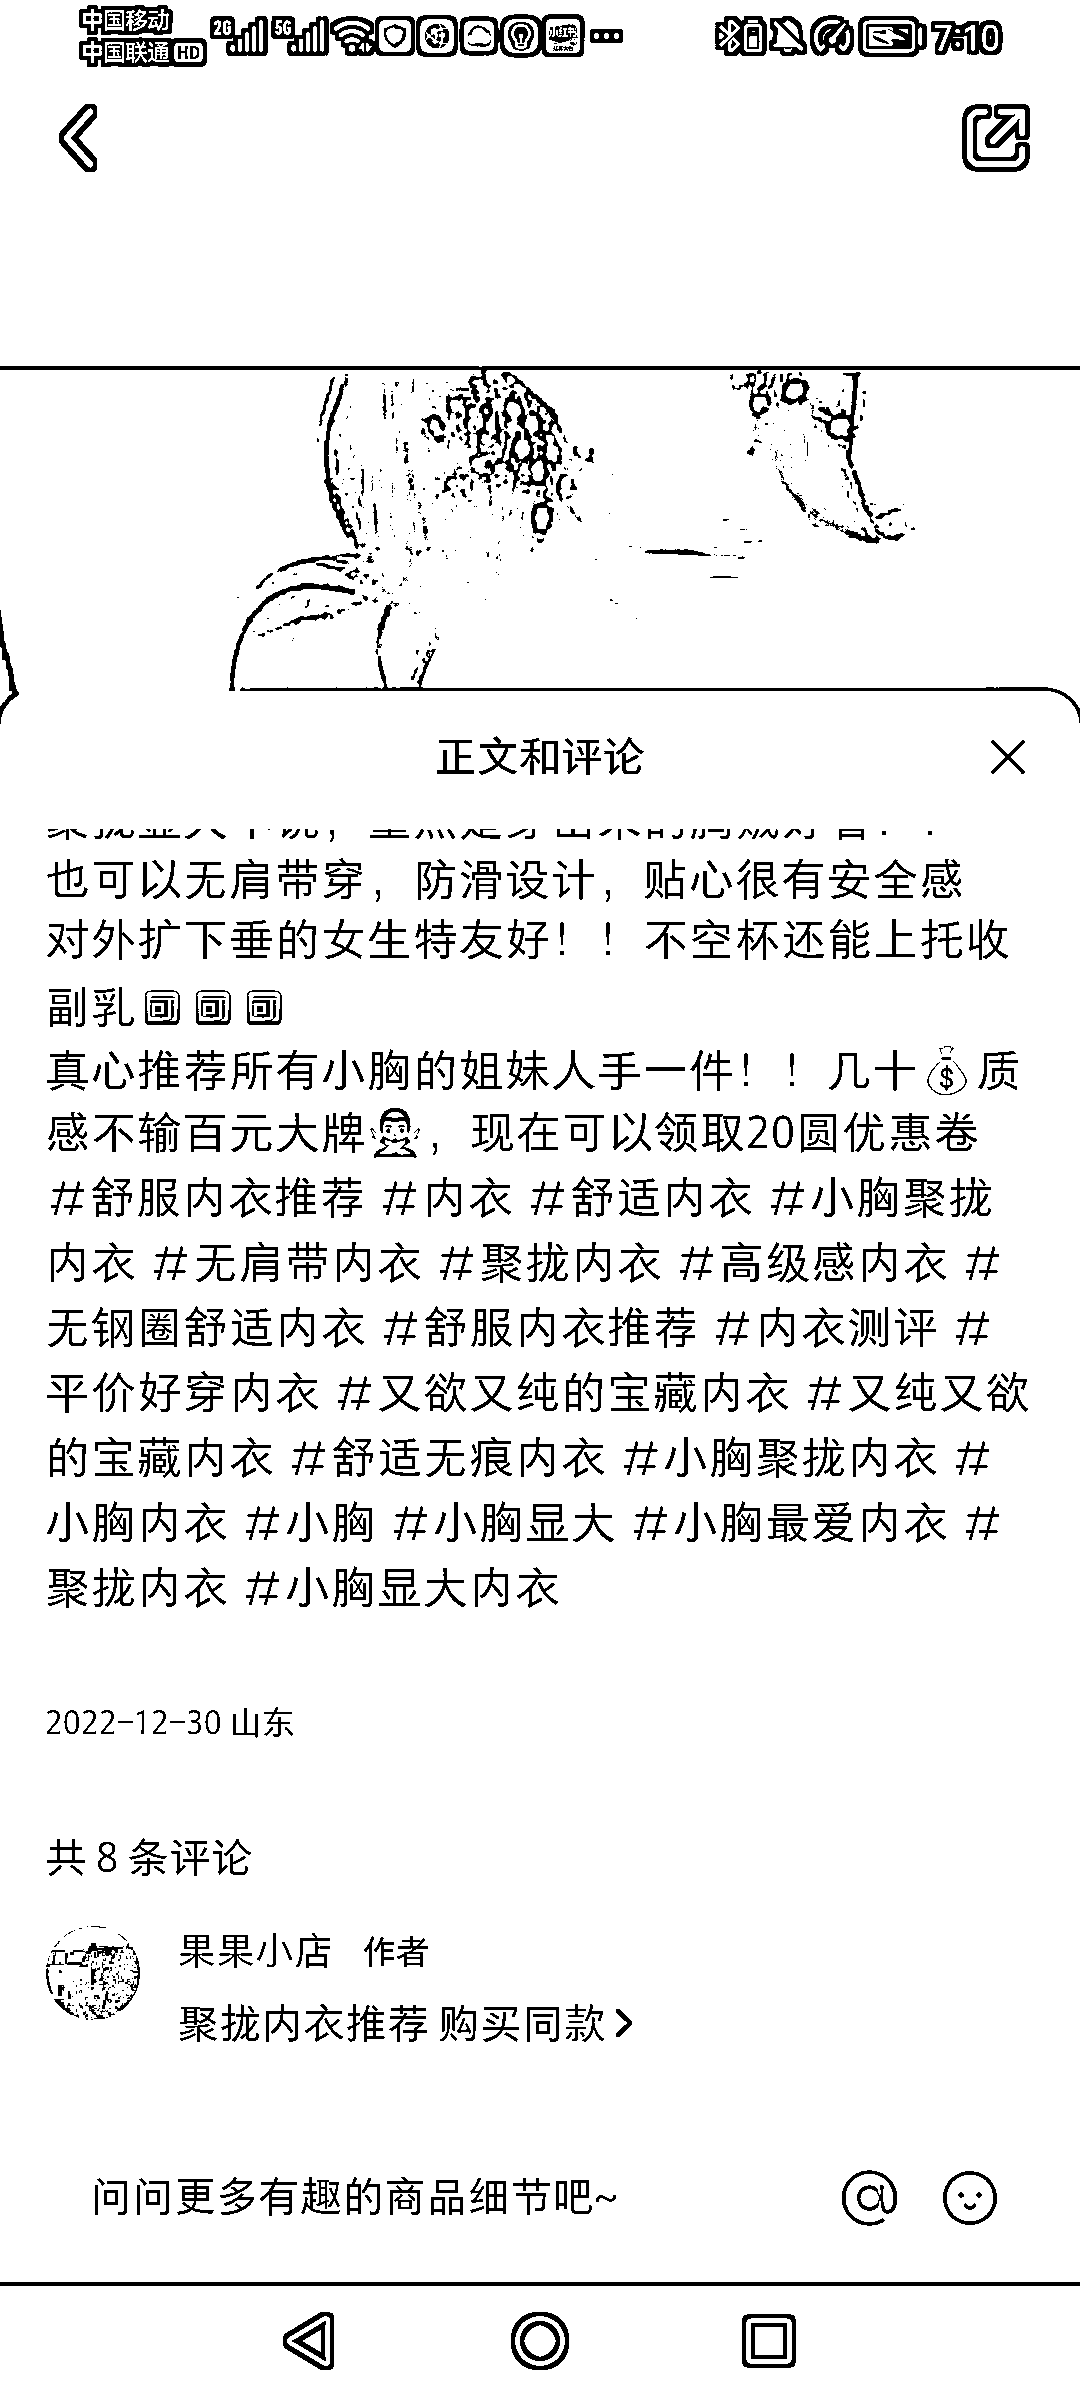 中国移动
中国联通 HD
2G 5G
7:10
正文和评论
也可以无肩带穿，防滑设计，贴心很有安全感
对外扩下垂的女生特友好！！不空杯还能上托收
副乳
真心推荐所有小胸的姐妹人手一件！！几十💰质
感不输百元大牌🙅，现在可以领取20圆优惠卷
#舒服内衣推荐 #内衣 #舒适内衣 #小胸聚拢
内衣 #无肩带内衣 #聚拢内衣 #高级感内衣 #
无钢圈舒适内衣 #舒服内衣推荐 #内衣测评 #
平价好穿内衣 #又欲又纯的宝藏内衣 #又纯又欲
的宝藏内衣 #舒适无痕内衣 #小胸聚拢内衣 #
小胸内衣 #小胸 #小胸显大 #小胸最爱内衣 #
聚拢内衣 #小胸显大内衣
2022-12-30 山东
共 8 条评论
果果小店 作者
聚拢内衣推荐 购买同款
问问更多有趣的商品细节吧~